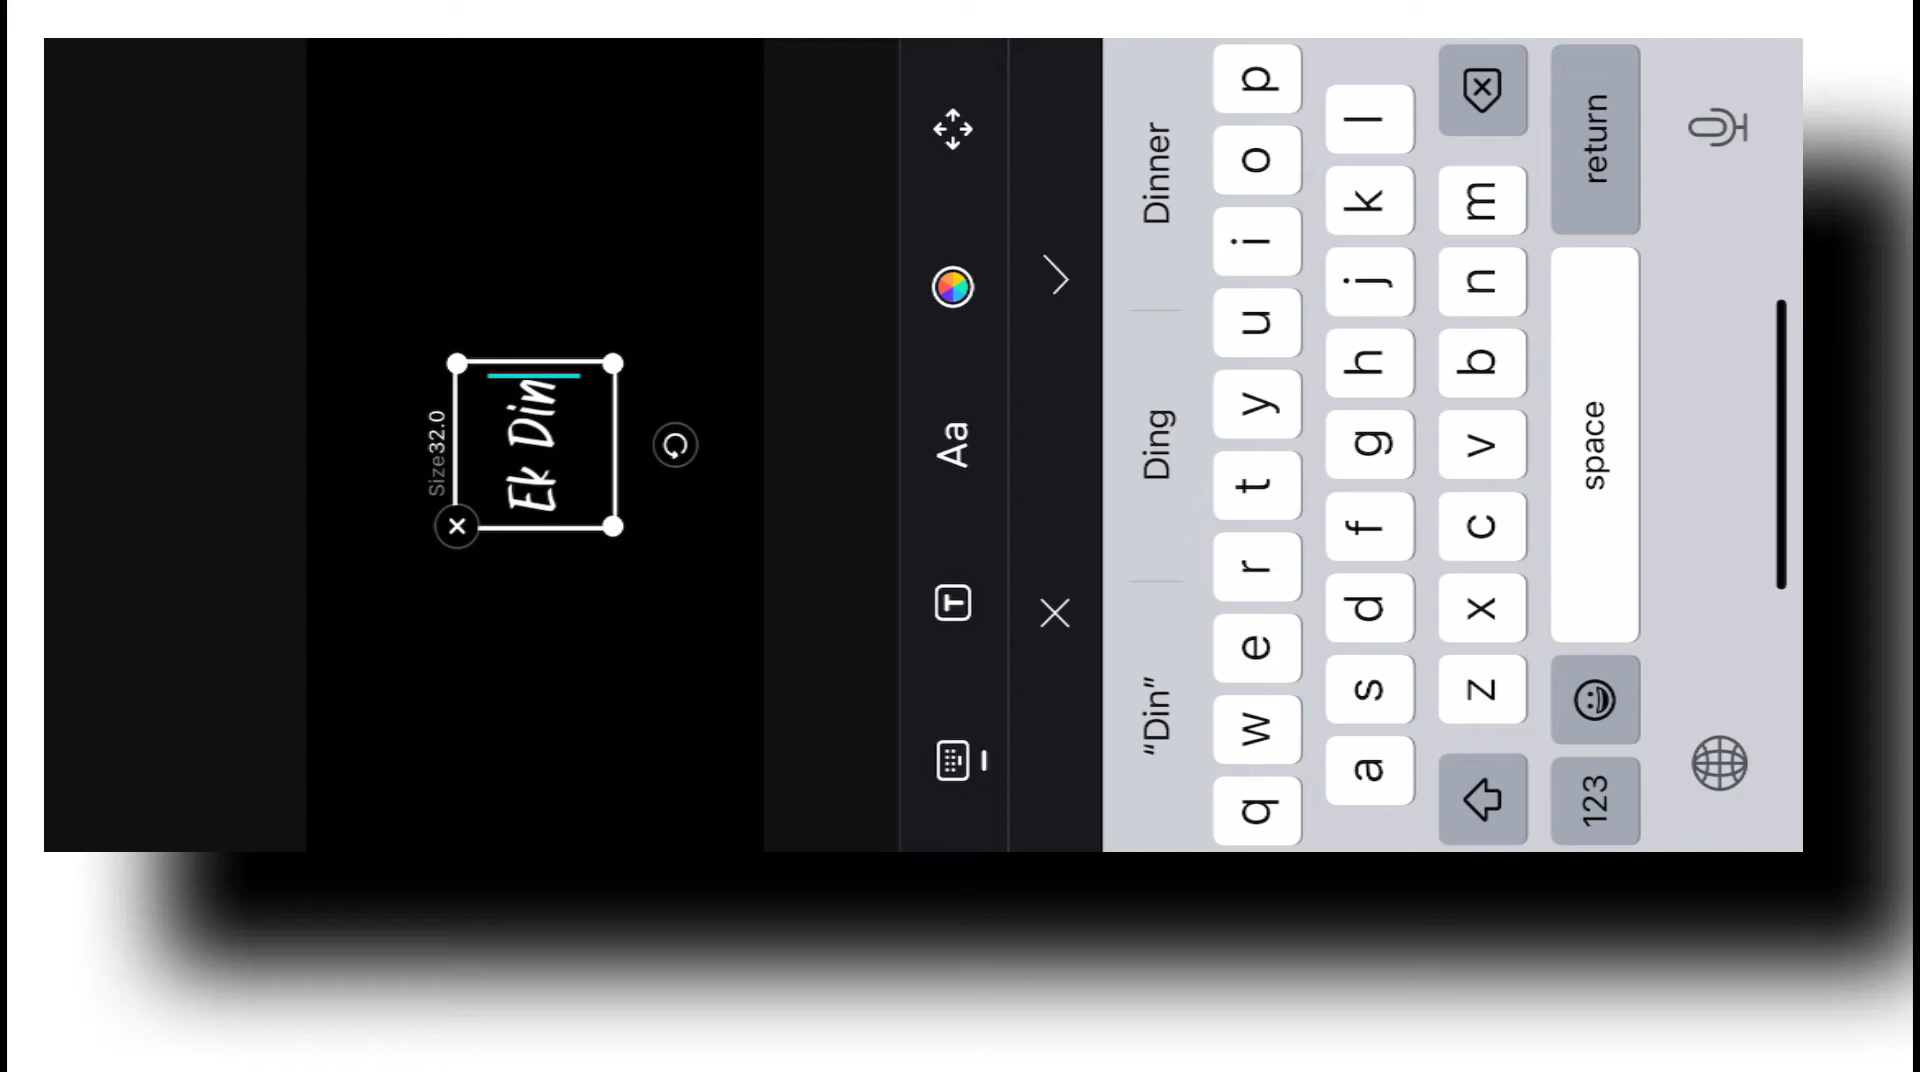 Size32.0
Ek Din
T
Aa
“Din” Ding Dinner
q w e r t y u i o p
a s d f g h j k l
z x c v b n m
123 space return